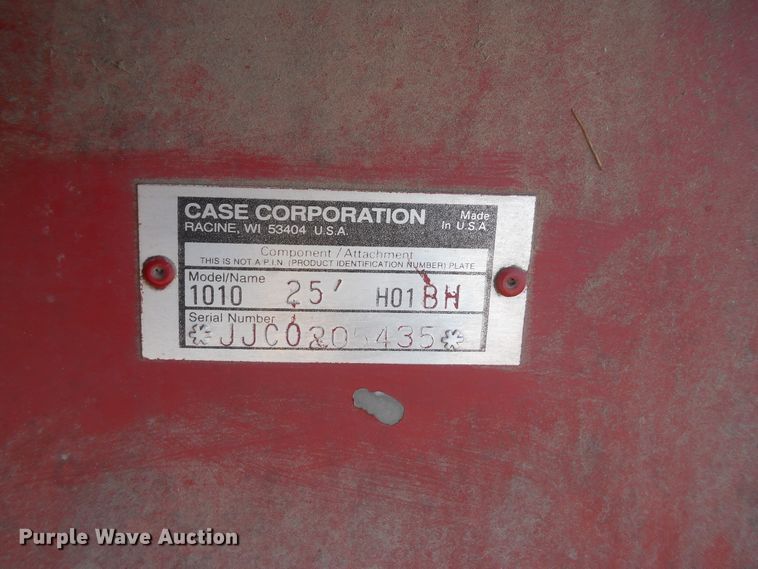 CASE CORPORATION
RACINE, WI 53404 U.S.A.
Made
In U.S.A.
Component/Attachment
THIS IS NOT A P.I.N. (PRODUCT IDENTIFICATION NUMBER) PLATE
Model/Name
1010 25' H01BH
Serial Number
*JJC0205435*
Purple Wave Auction